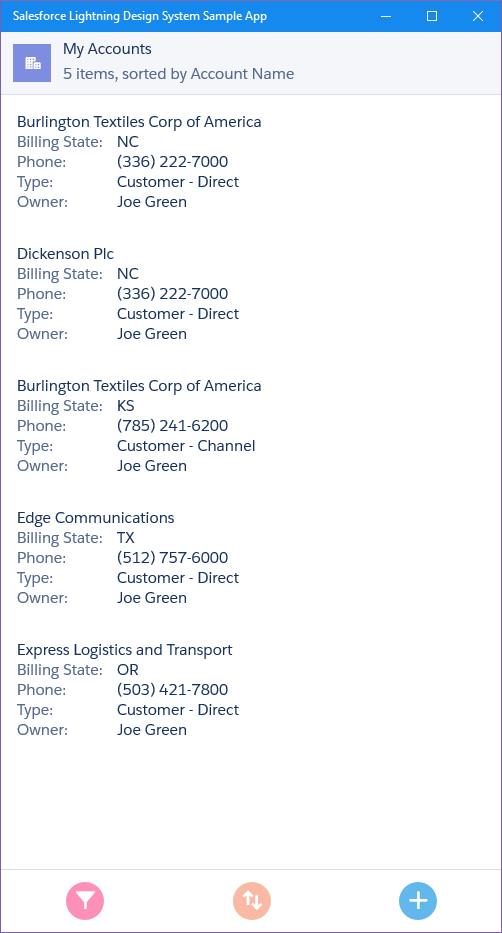 Salesforce Lightning Design System Sample App
My Accounts
5 items, sorted by Account Name
Burlington Textiles Corp of America
Billing State: NC
Phone: (336) 222-7000
Type: Customer - Direct
Owner: Joe Green
Dickenson Plc
Billing State: NC
Phone: (336) 222-7000
Type: Customer - Direct
Owner: Joe Green
Burlington Textiles Corp of America
Billing State: KS
Phone: (785) 241-6200
Type: Customer - Channel
Owner: Joe Green
Edge Communications
Billing State: TX
Phone: (512) 757-6000
Type: Customer - Direct
Owner: Joe Green
Express Logistics and Transport
Billing State: OR
Phone: (503) 421-7800
Type: Customer - Direct
Owner: Joe Green